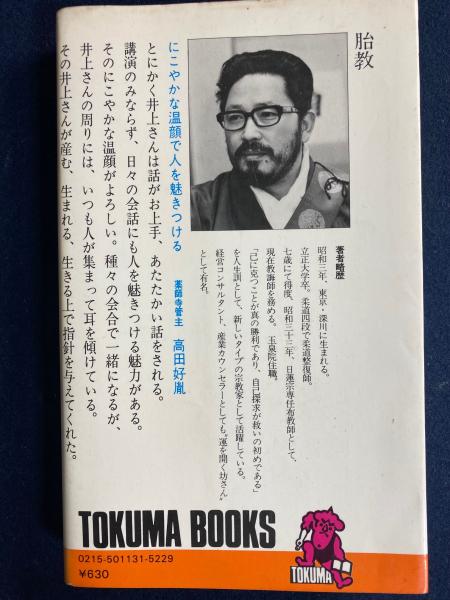 胎教
著者略歴
昭和三年、東京・深川に生まれる。
立正大学卒。柔道四段で柔道整復師。
七歳にて得度、昭和三十三年、日蓮宗専任布教師として、
現在教誨師を務める。玉泉院住職。
「己に克つことが真の勝利であり、自己探求が救いの初めである」
を人生訓として、新しいタイプの宗教家として活躍している。
経営コンサルタント、産業カウンセラーとしても〝運を開く坊さん〟
として有名。
にこやかな温顔で人を魅きつける
薬師寺管主 高田好胤
とにかく井上さんは話がお上手、あたたかい話をされる。
講演のみならず、日々の会話にも人を魅きつける魅力がある。
そのにこやかな温顔がよろしい。種々の会合で一緒になるが、
井上さんの周りには、いつも人が集まって耳を傾けている。
その井上さんが産む、生まれる、生きる上で指針を与えてくれた。
TOKUMA BOOKS
TOKUMA
0215-501131-5229
¥630